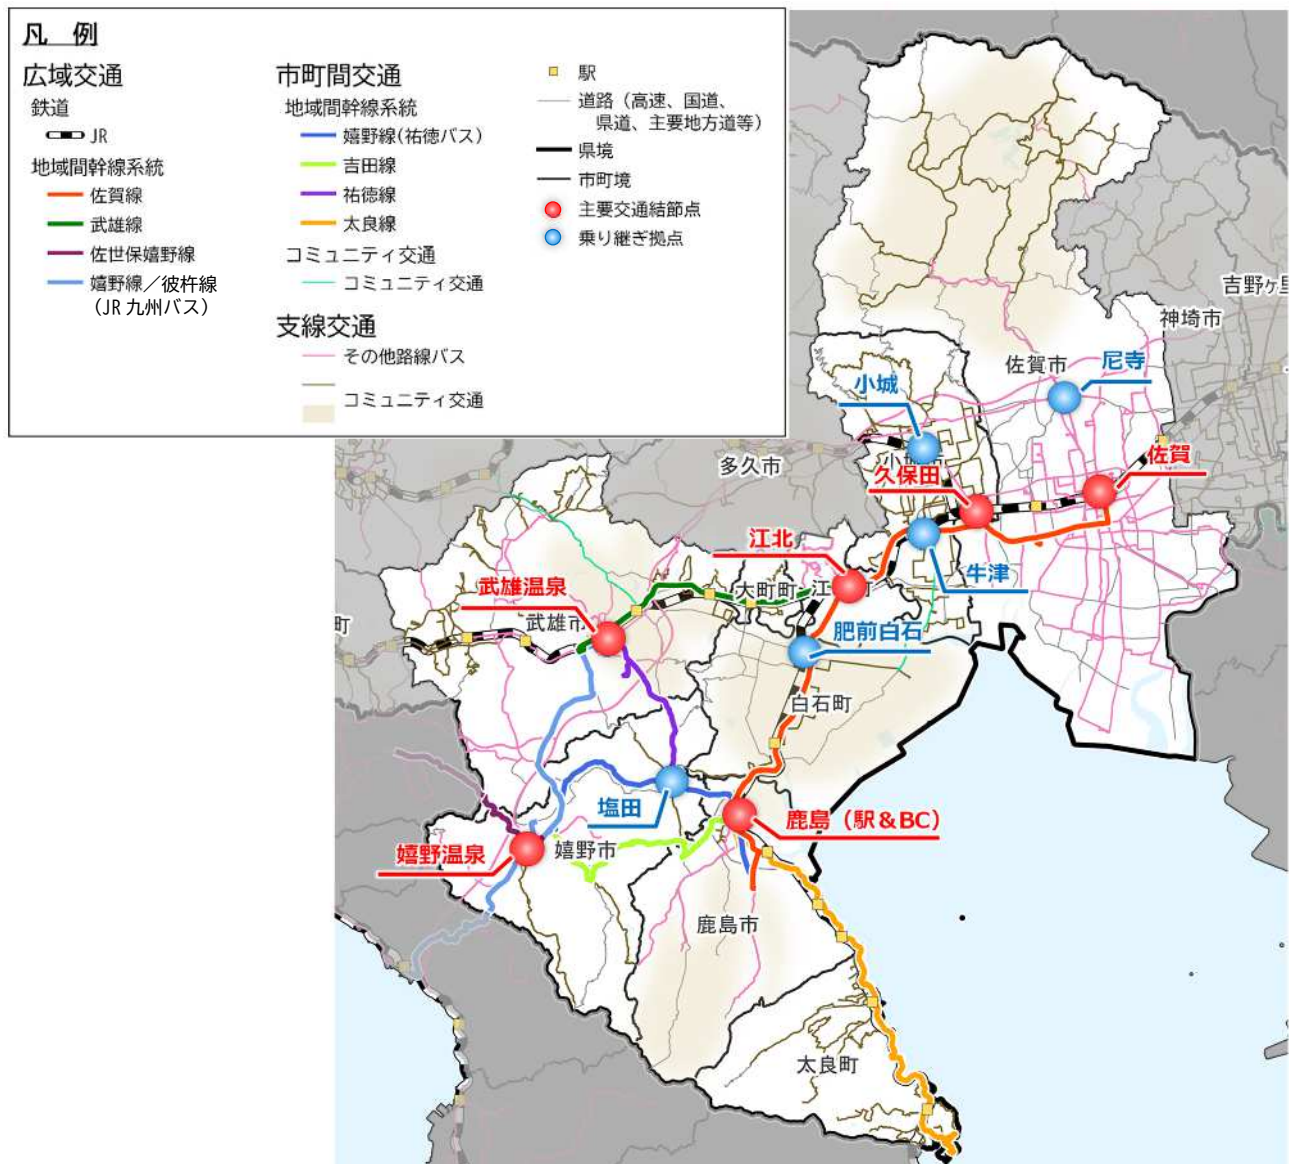 凡 例
広域交通
鉄道
JR
地域間幹線系統
佐賀線
武雄線
佐世保嬉野線
嬉野線／彼杵線
（JR 九州バス）
市町間交通
地域間幹線系統
嬉野線(祐徳バス)
吉田線
祐徳線
太良線
コミュニティ交通
コミュニティ交通
支線交通
その他路線バス
コミュニティ交通
駅
道路（高速、国道、
県道、主要地方道等）
県境
市町境
主要交通結節点
乗り継ぎ拠点
吉野ヶ里
神埼市
佐賀市
尼寺
小城
佐賀
多久市
久保田
江北
牛津
武雄温泉
大町町
町
武雄市
肥前白石
白石町
塩田
鹿島（駅＆BC）
嬉野温泉
嬉野市
鹿島市
太良町